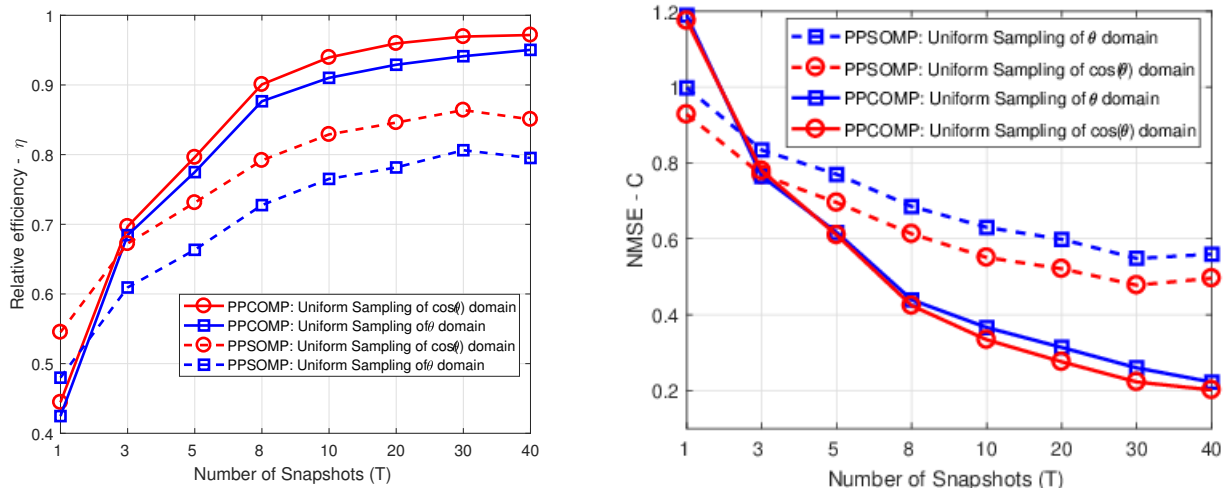 1
0.9
0.8
0.7
0.6
0.5
0.4
Relative efficiency - η
PPCOMP: Uniform Sampling of cos(θ) domain
PPCOMP: Uniform Sampling of θ domain
PPSOMP: Uniform Sampling of cos(θ) domain
PPSOMP: Uniform Sampling of θ domain
1 3 5 8 10 20 30 40
Number of Snapshots (T)
1.2
1
0.8
0.6
0.4
0.2
NMSE - C
PPSOMP: Uniform Sampling of θ domain
PPSOMP: Uniform Sampling of cos(θ) domain
PPCOMP: Uniform Sampling of θ domain
PPCOMP: Uniform Sampling of cos(θ) domain
1 3 5 8 10 20 30 40
Number of Snapshots (T)